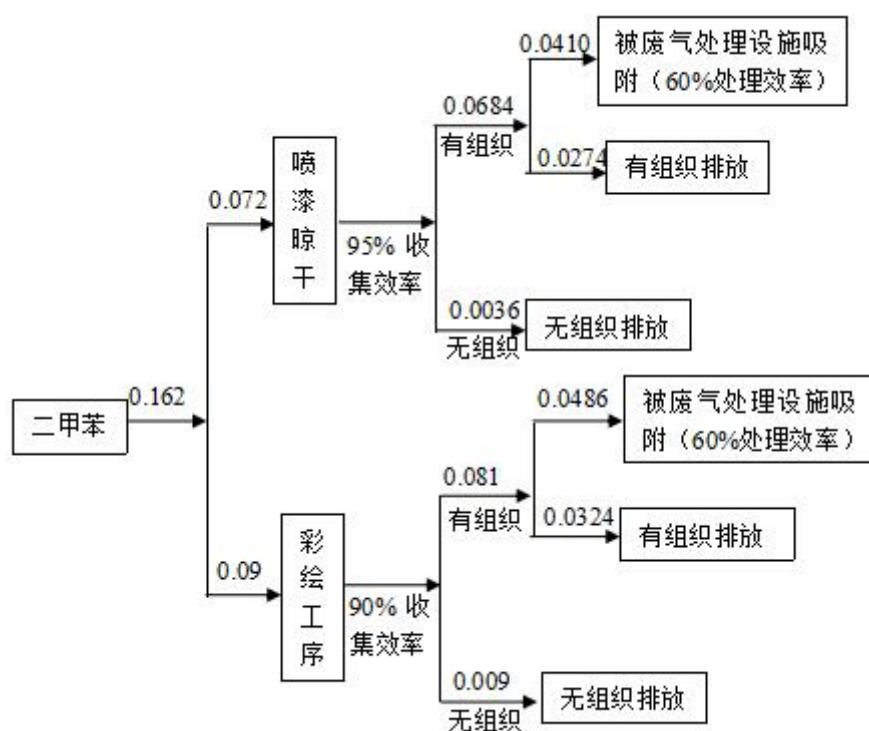 0.0410
被废气处理设施吸
附（60%处理效率）
0.0684
有组织
0.0274
有组织排放
喷
漆
晾
干
0.072
95% 收
集效率
0.0036
无组织
无组织排放
二甲苯
0.162
0.0486
被废气处理设施吸
附（60%处理效率）
0.081
有组织
0.0324
有组织排放
彩
绘
工
序
0.09
90% 收
集效率
0.009
无组织
无组织排放